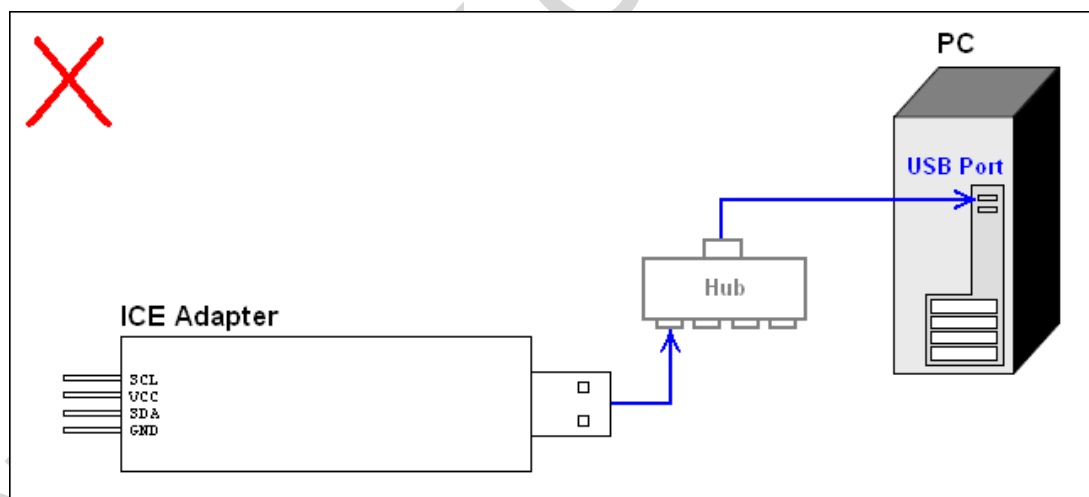 PC
USB Port
Hub
ICE Adapter
SCL
VCC
SDA
GND